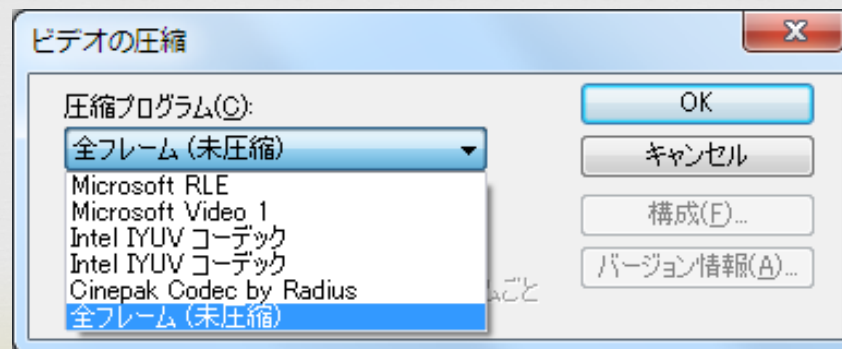 ビデオの圧縮
圧縮プログラム(C):
全フレーム (未圧縮)
Microsoft RLE
Microsoft Video 1
Intel IYUV コーデック
Intel IYUV コーデック
Cinepak Codec by Radius
全フレーム (未圧縮)
ムごと
OK
キャンセル
構成(F)...
バージョン情報(A)...